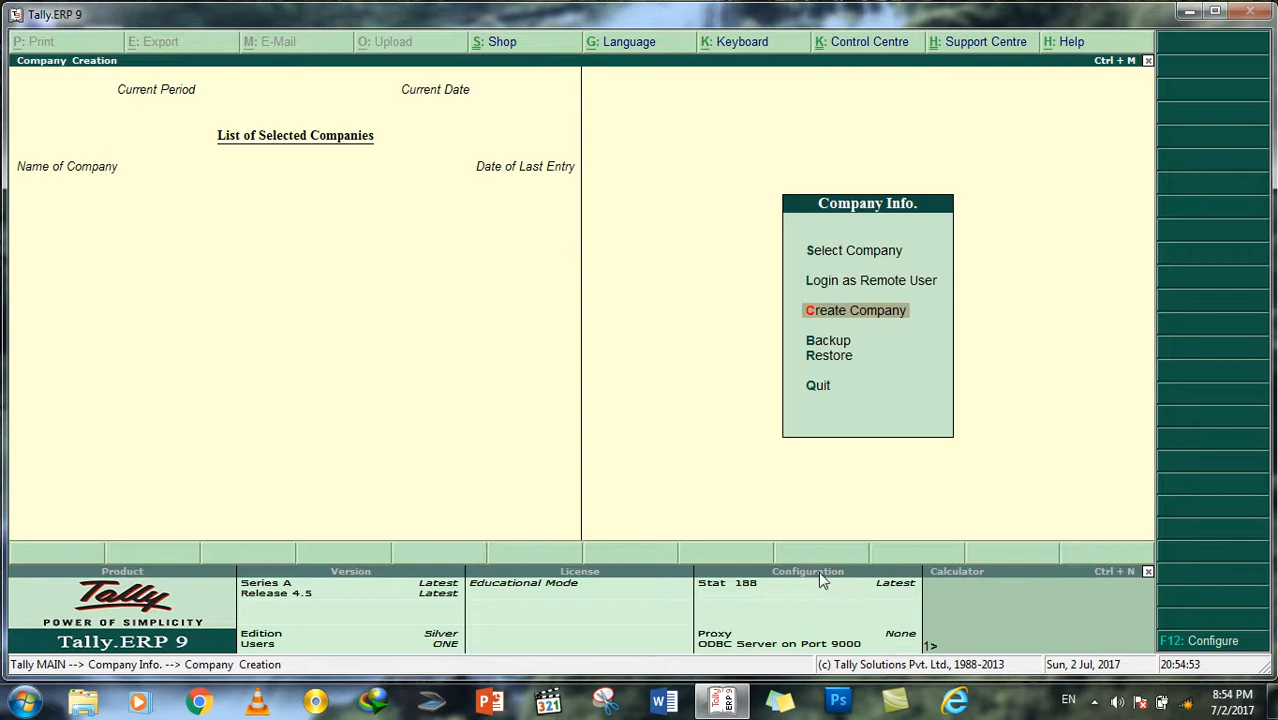 Tally.ERP 9
P: Print E: Export M: E-Mail O: Upload S: Shop G: Language K: Keyboard K: Control Centre H: Support Centre H: Help
Company Creation Ctrl + M
Current Period Current Date
List of Selected Companies
Name of Company Date of Last Entry
Company Info.
Select Company
Login as Remote User
Create Company
Backup
Restore
Quit
Product Version License Configuration Calculator Ctrl + N
Tally
POWER OF SIMPLICITY
Tally.ERP 9
Series A Latest
Release 4.5 Latest
Edition Silver
Users ONE
Educational Mode
Stat 188 Latest
Proxy None
ODBC Server on Port 9000
1>
F12: Configure
Tally MAIN --> Company Info. --> Company Creation (c) Tally Solutions Pvt. Ltd., 1988-2013 Sun, 2 Jul, 2017 20:54:53
EN 8:54 PM
7/2/2017